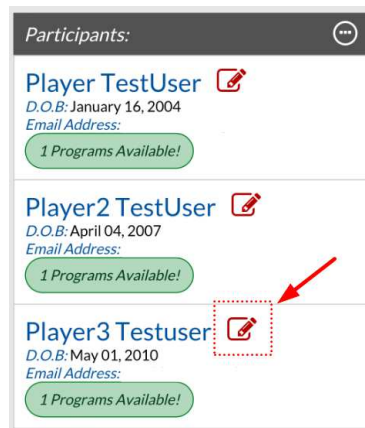 Participants:
Player TestUser
D.O.B: January 16, 2004
Email Address:
1 Programs Available!
Player2 TestUser
D.O.B: April 04, 2007
Email Address:
1 Programs Available!
Player3 Testuser
D.O.B: May 01, 2010
Email Address:
1 Programs Available!